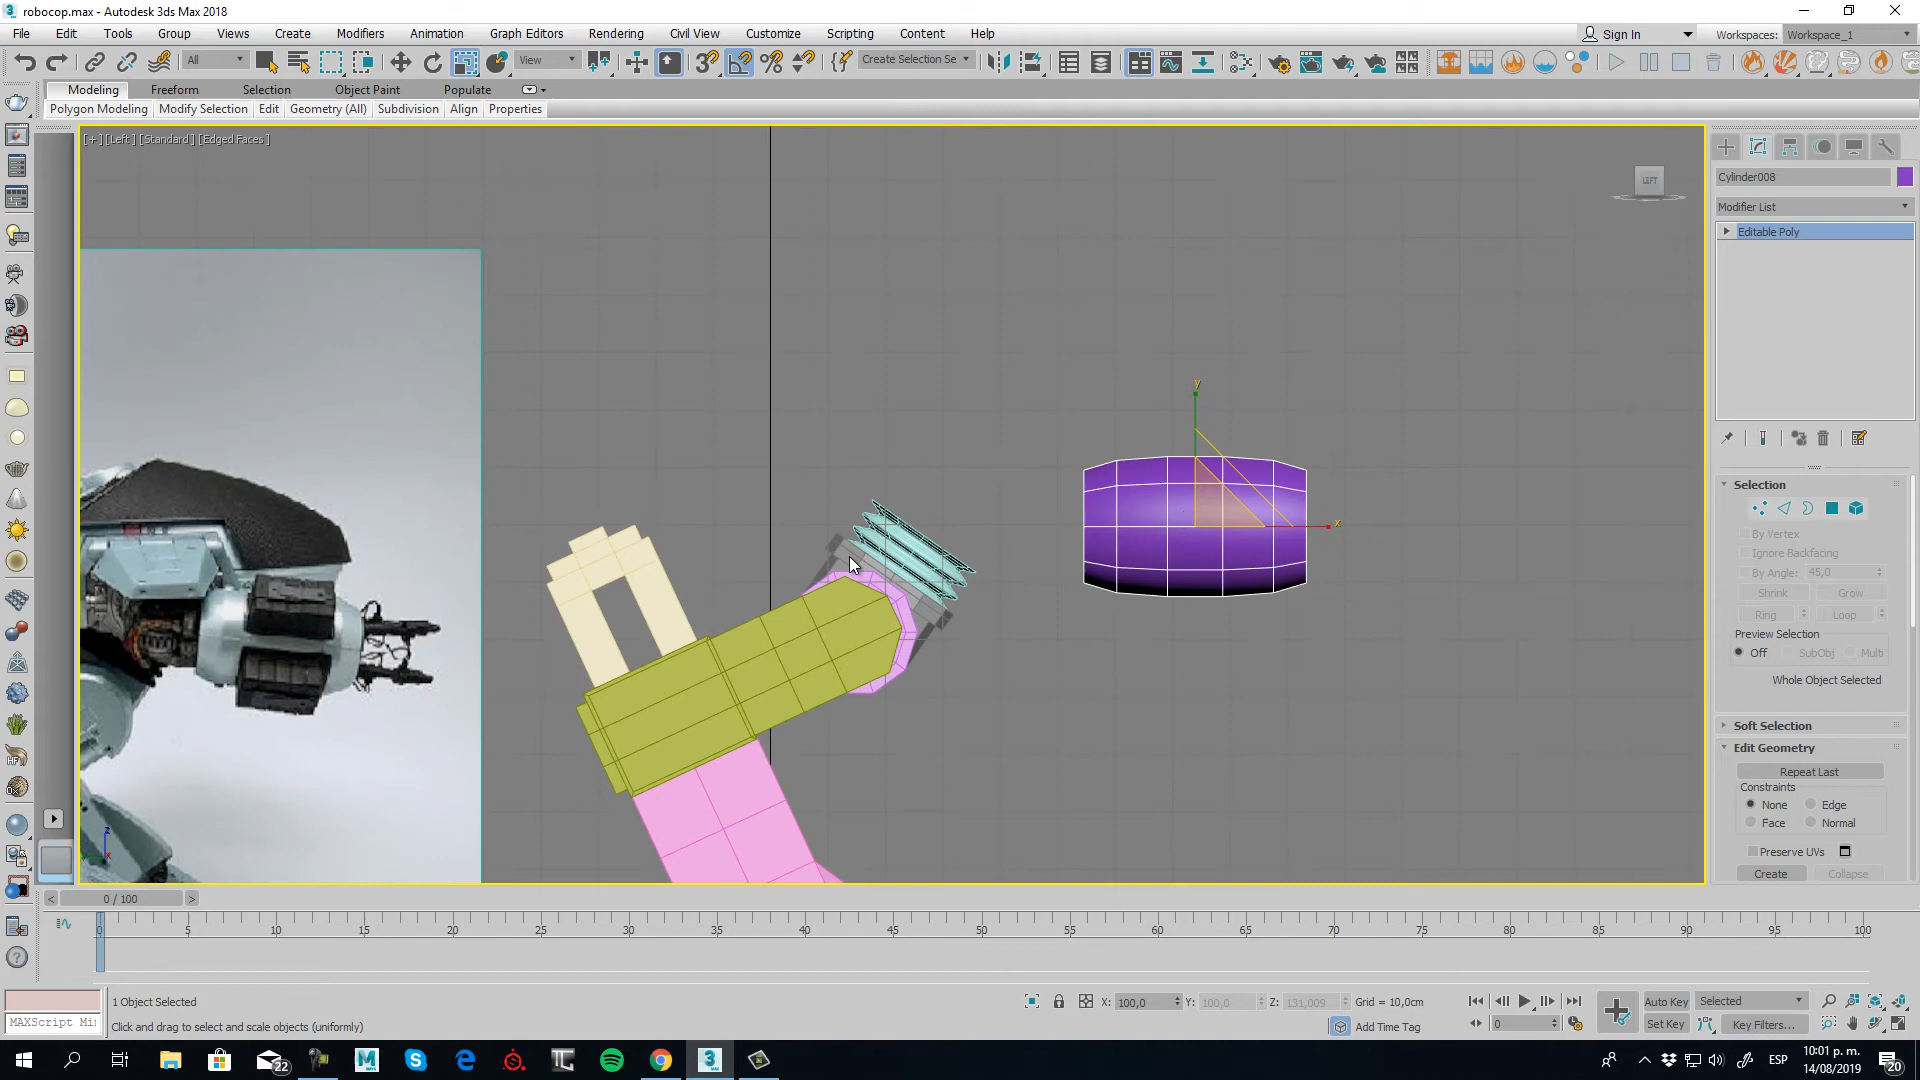 robocop.max - Autodesk 3ds Max 2018
File Edit Tools Group Views Create Modifiers Animation Graph Editors Rendering Civil View Customize Scripting Content Help
Sign In
Workspaces: Workspace_1
All
View
Create Selection Se
Modeling Freeform Selection Object Paint Populate
Polygon Modeling Modify Selection Edit Geometry (All) Subdivision Align Properties
[+] [Left] [Standard] [Edged Faces]
LEFT
y
x
z
x
Cylinder008
Modifier List
Editable Poly
Selection
By Vertex
Ignore Backfacing
By Angle: 45,0
Shrink Grow
Ring Loop
Preview Selection
Off SubObj Multi
Whole Object Selected
Soft Selection
Edit Geometry
Repeat Last
Constraints
None Edge
Face Normal
Preserve UVs
Create Collapse
< 0 / 100 >
0 5 10 15 20 25 30 35 40 45 50 55 60 65 70 75 80 85 90 95 100
1 Object Selected
X: 100,0 Y: 100,0 Z: 131,009 Grid = 10,0cm
Auto Key Selected
MAXScript Mi
Click and drag to select and scale objects (uniformly)
Add Time Tag
0
Set Key Key Filters...
22
ESP
10:01 p. m.
14/08/2019
20